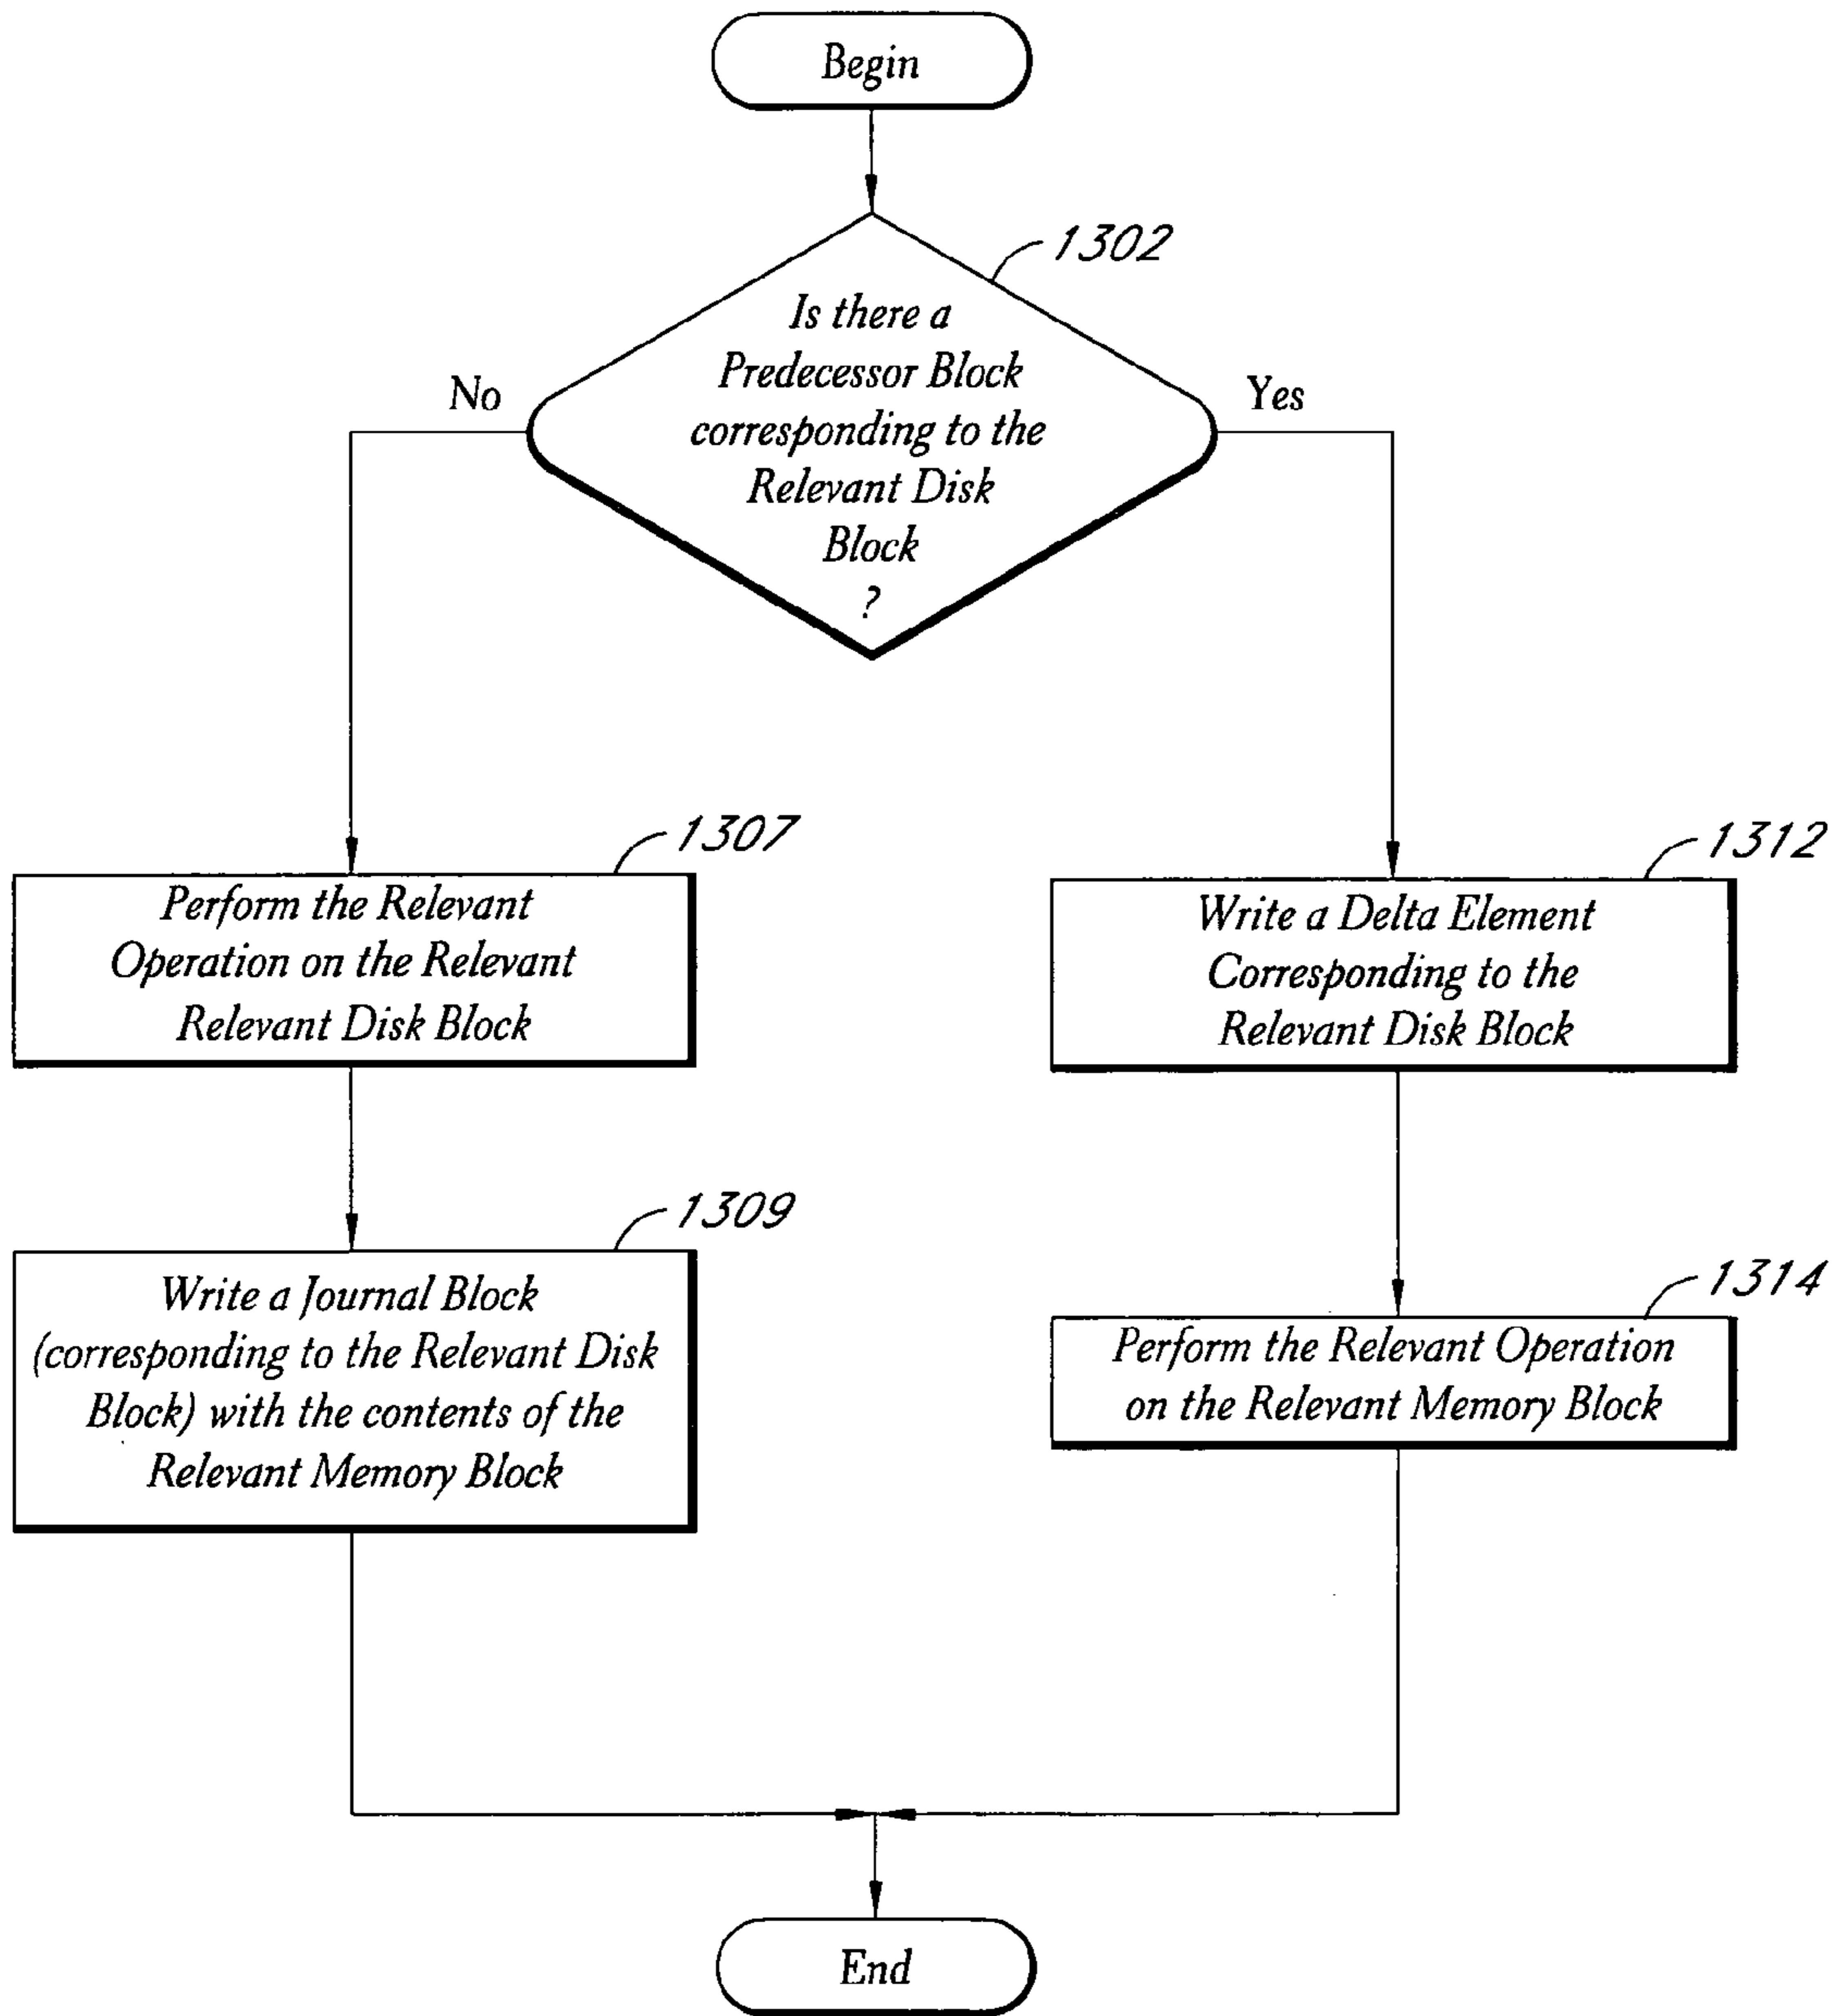 Begin
1302
Is there a
Predecessor Block
corresponding to the
Relevant Disk
Block
?
No
Yes
1307
Perform the Relevant
Operation on the Relevant
Relevant Disk Block
1312
Write a Delta Element
Corresponding to the
Relevant Disk Block
1309
Write a Journal Block
(corresponding to the Relevant Disk
Block) with the contents of the
Relevant Memory Block
1314
Perform the Relevant Operation
on the Relevant Memory Block
End